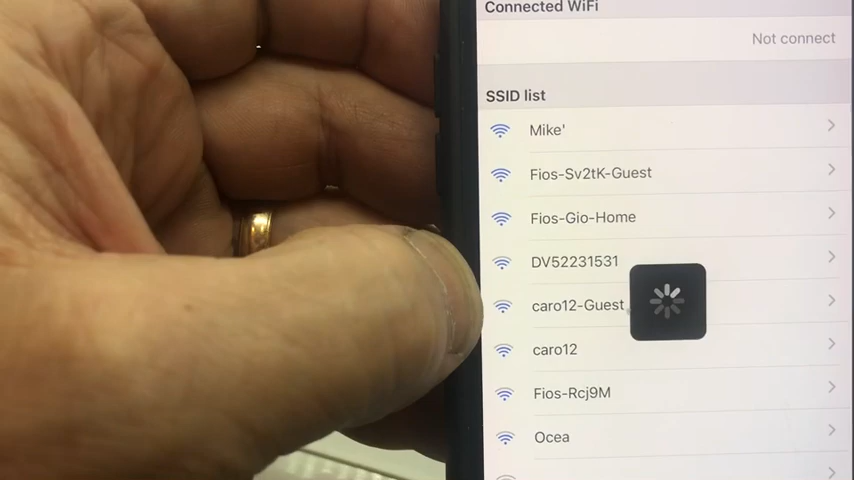 Connected WiFi
Not connect
SSID list
Mike'
Fios-Sv2tK-Guest
Fios-Gio-Home
DV52231531
caro12-Guest
caro12
Fios-Rcj9M
Ocea